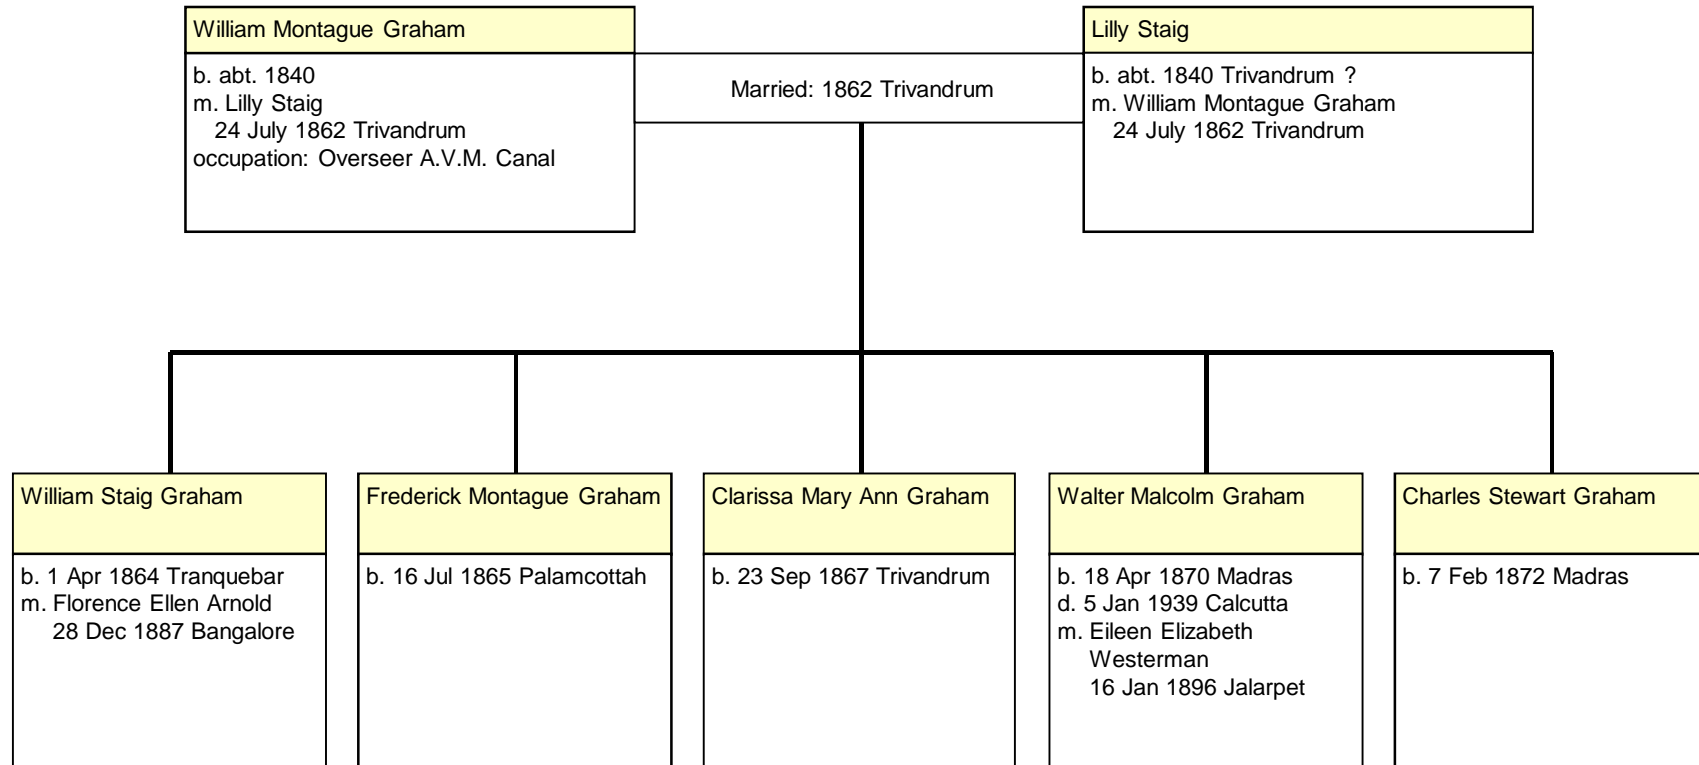 William Montague Graham
b. abt. 1840
m. Lilly Staig
24 July 1862 Trivandrum
occupation: Overseer A.V.M. Canal
Married: 1862 Trivandrum
Lilly Staig
b. abt. 1840 Trivandrum ?
m. William Montague Graham
24 July 1862 Trivandrum
William Staig Graham
b. 1 Apr 1864 Tranquebar
m. Florence Ellen Arnold
28 Dec 1887 Bangalore
Frederick Montague Graham
b. 16 Jul 1865 Palamcottah
Clarissa Mary Ann Graham
b. 23 Sep 1867 Trivandrum
Walter Malcolm Graham
b. 18 Apr 1870 Madras
d. 5 Jan 1939 Calcutta
m. Eileen Elizabeth
Westerman
16 Jan 1896 Jalarpet
Charles Stewart Graham
b. 7 Feb 1872 Madras